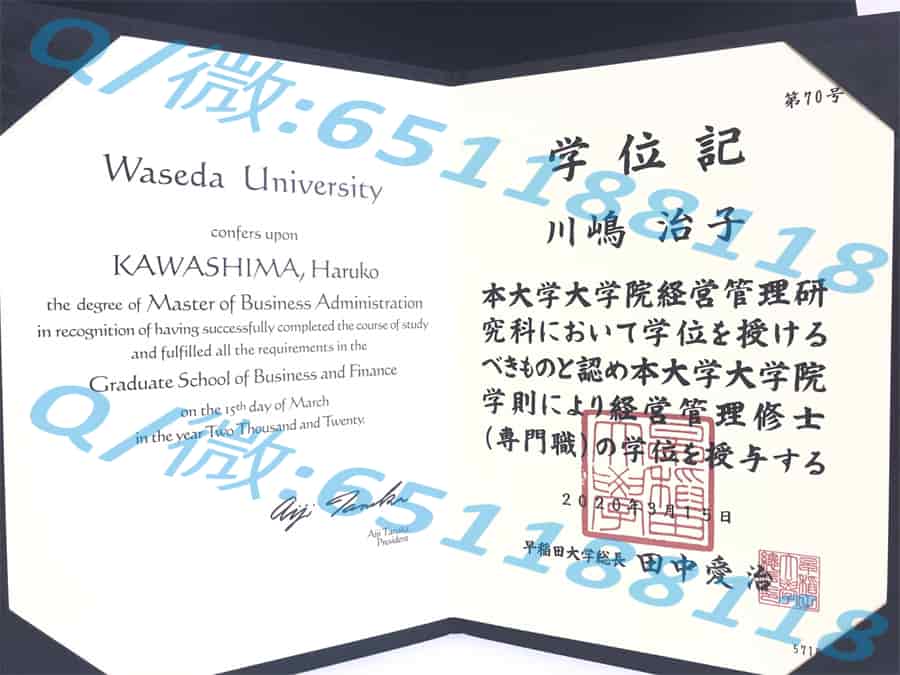 Q/微:651188118
Waseda University
confers upon
KAWASHIMA, Haruko
the degree of Master of Business Administration
in recognition of having successfully completed the course of study
and fulfilled all the requirements in the
Graduate School of Business and Finance
on the 15th day of March
in the year Two Thousand and Twenty.
Aiji Tanaka
Aiji Tanaka
President
第70号
学位記
川嶋 治子
本大学大学院経営管理研
究科において学位を授ける
べきものと認め本大学大学院
学則により経営管理修士
(専門職)の学位を授与する
2020年3月15日
早稲田大学総長 田中愛治
Q/微:651188118